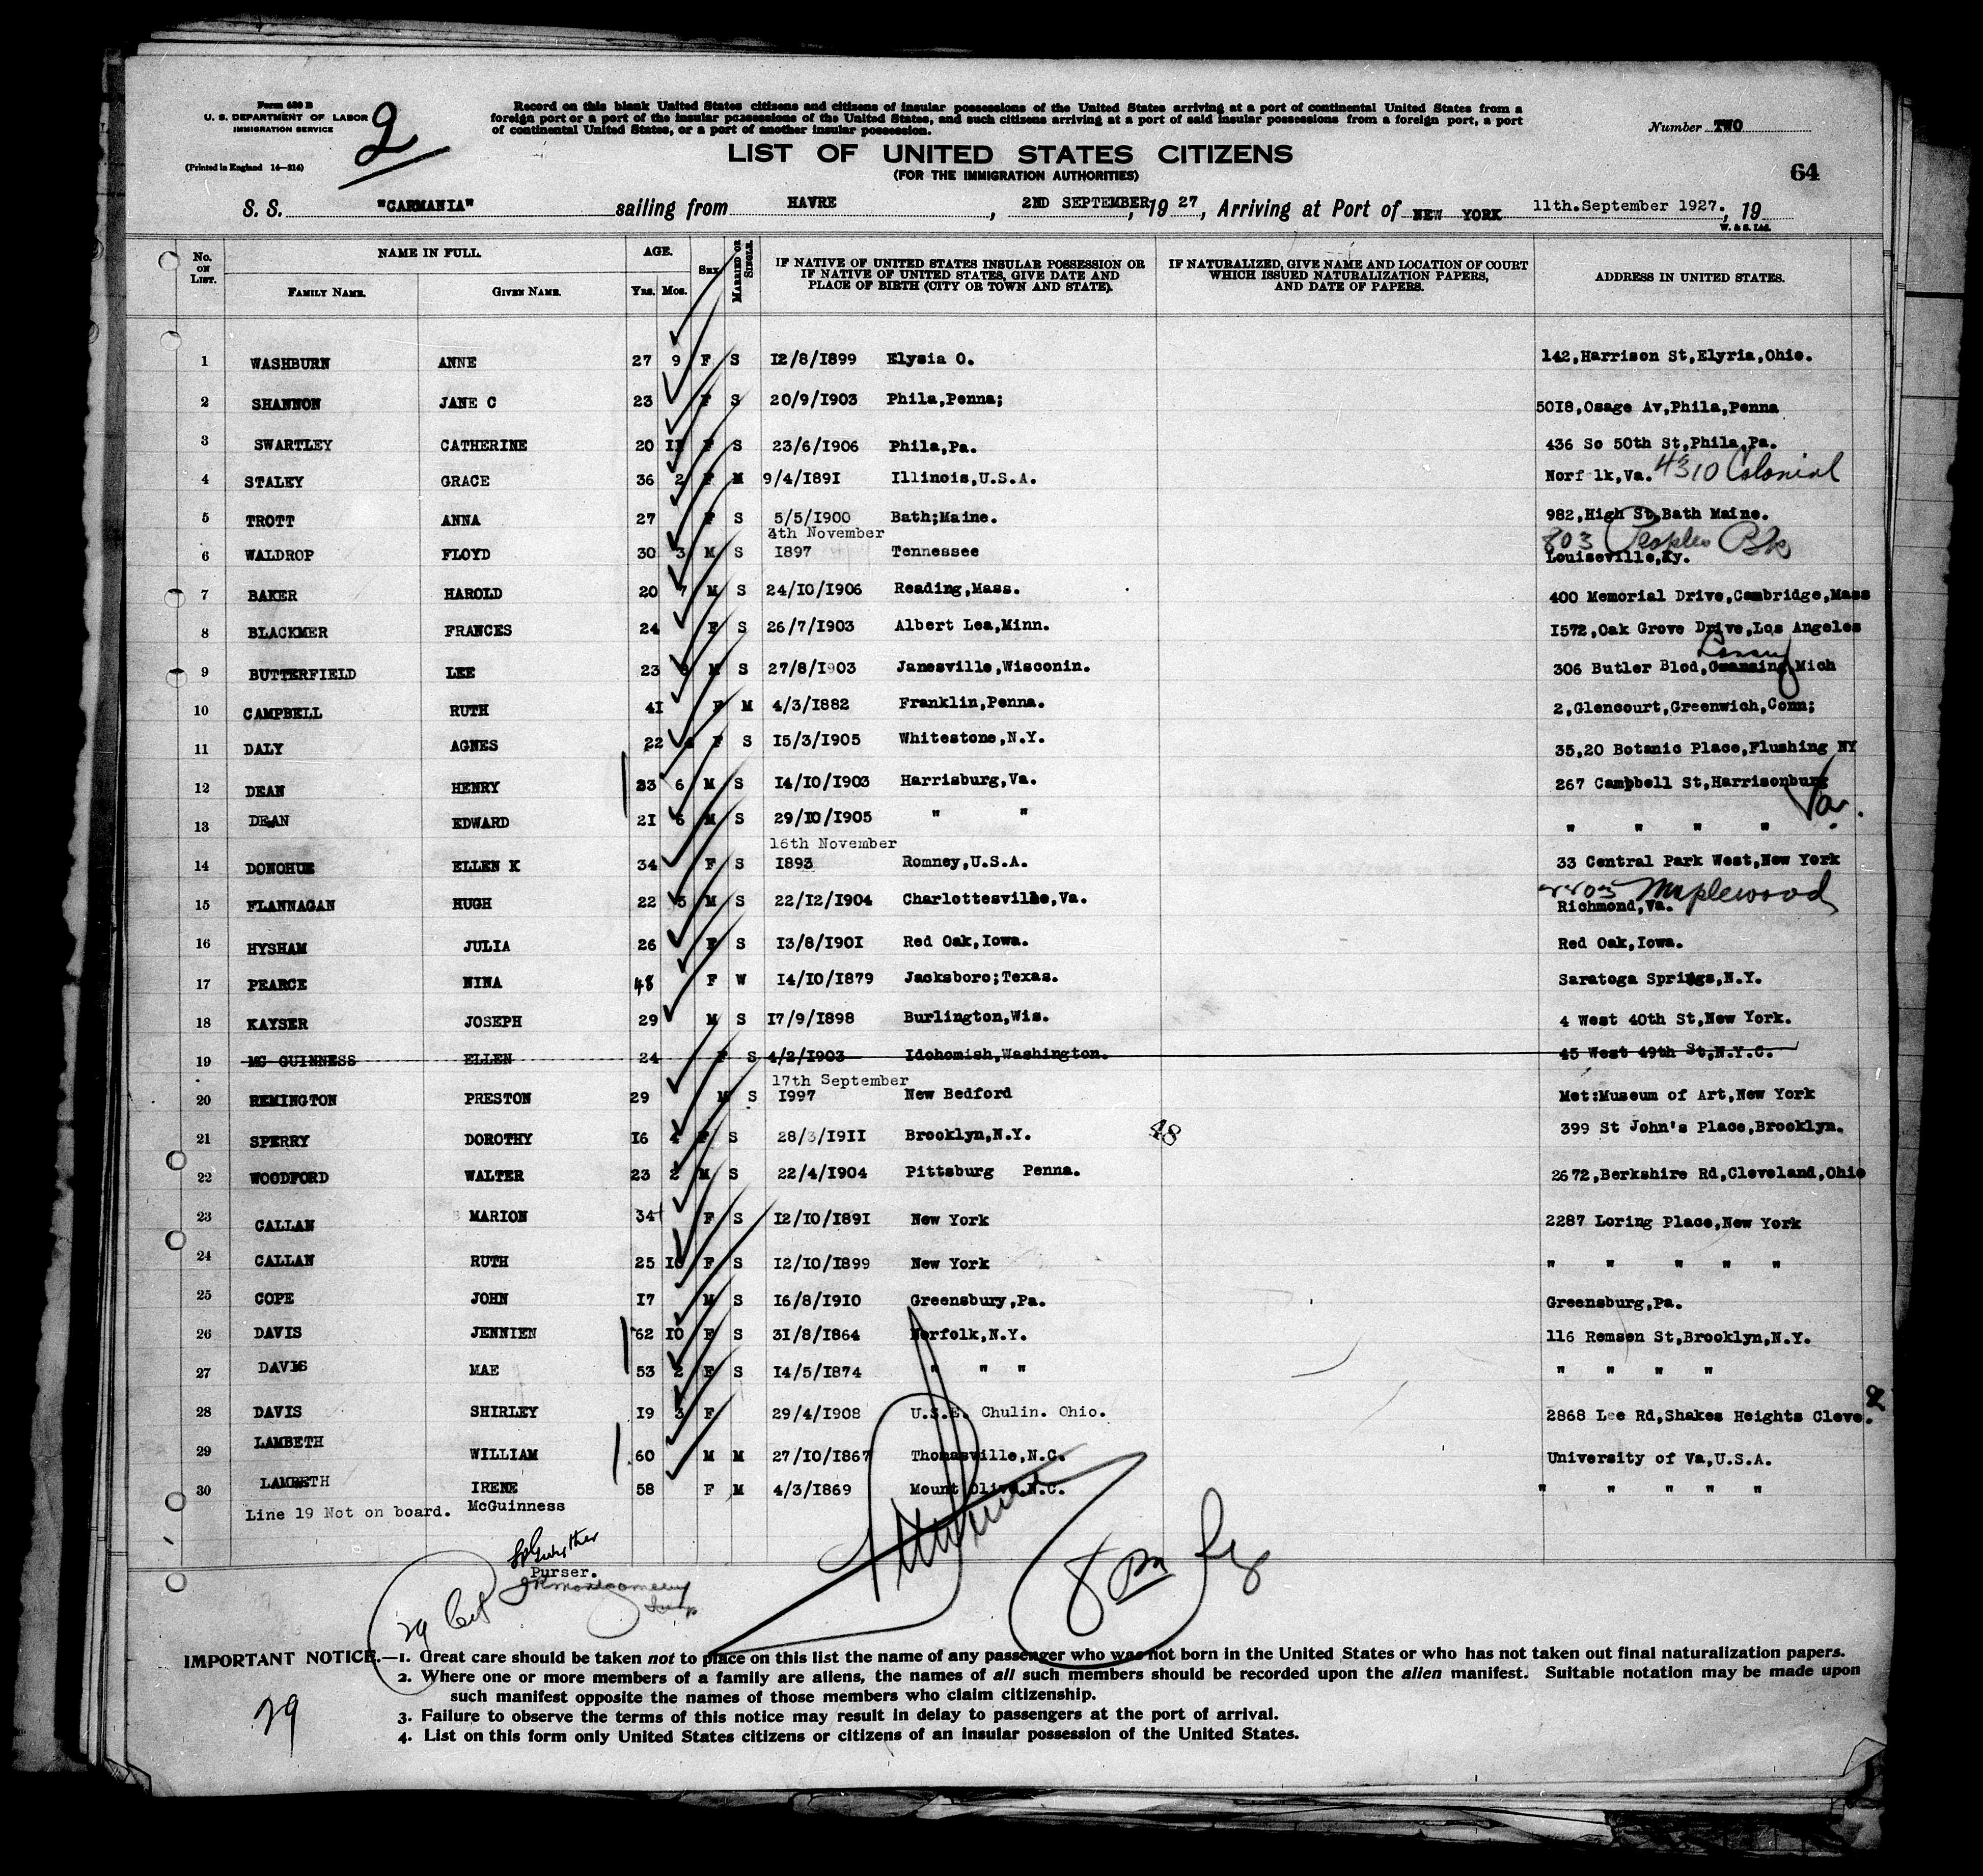 Form 630 B
U. S. DEPARTMENT OF LABOR
IMMIGRATION SERVICE
(Printed in England 14—214)
2
Record on this blank United States citizens and citizens of insular possessions of the United States arriving at a port of continental United States from a
foreign port or a port of the insular possessions of the United States, and such citizens arriving at a port of said insular possessions from a foreign port, a port
of continental United States, or a port of another insular possession.
Number TWO
LIST OF UNITED STATES CITIZENS
(FOR THE IMMIGRATION AUTHORITIES)
64
S. S. "CARMANIA" sailing from HAVRE, 2ND SEPTEMBER, 19 27, Arriving at Port of NEW YORK 11th.September 1927., 19
W. & S. Ltd.
No. ON LIST. NAME IN FULL. FAMILY NAME. GIVEN NAME. AGE. Yrs. Mos. SEX. MARRIED OR SINGLE. IF NATIVE OF UNITED STATES INSULAR POSSESSION OR IF NATIVE OF UNITED STATES, GIVE DATE AND PLACE OF BIRTH (CITY OR TOWN AND STATE). IF NATURALIZED, GIVE NAME AND LOCATION OF COURT WHICH ISSUED NATURALIZATION PAPERS, AND DATE OF PAPERS. ADDRESS IN UNITED STATES.
1 WASHBURN ANNE 27 9 F S 12/8/1899 Elysia O. 142,Harrison St,Elyria,Ohio.
2 SHANNON JANE C 23 F S 20/9/1903 Phila,Penna; 5018,Osage Av,Phila,Penna
3 SWARTLEY CATHERINE 20 11 F S 23/6/1906 Phila,Pa. 436 So 50th St,Phila,Pa.
4 STALEY GRACE 36 2 F M 9/4/1891 Illinois,U.S.A. Norf lk,Va. 4310 Colonial
5 TROTT ANNA 27 F S 5/5/1900 Bath;Maine. 982,High St,Bath Maine.
4th November 803 Peoples Bk
6 WALDROP FLOYD 30 3 M S 1897 Tennessee Louiseville,Ky.
7 BAKER HAROLD 20 7 M S 24/10/1906 Reading,Mass. 400 Memorial Drive,Cambridge,Mass
8 BLACKMER FRANCES 24 F S 26/7/1903 Albert Lea,Minn. 1572,Oak Grove Drive,Los Angeles
9 BUTTERFIELD LEE 23 M S 27/8/1903 Janesville,Wisconin. 306 Butler Blod, Mich
10 CAMPBELL RUTH 41 F M 4/3/1882 Franklin,Penna. 2,Glencourt,Greenwich,Conn;
11 DALY AGNES 22 F S 15/3/1905 Whitestone,N.Y. 35,20 Botanic Place,Flushing NY
12 DEAN HENRY 23 6 M S 14/10/1903 Harrisburg,Va. 267 Campbell St,Harrisonburg
Va.
13 DEAN EDWARD 21 6 M S 29/10/1905 " " " " " "
16th November
14 DONOHUE ELLEN K 34 F S 1893 Romney,U.S.A. 33 Central Park West,New York
Maplewood
15 FLANNAGAN HUGH 22 5 M S 22/12/1904 Charlottesville,Va. Richmond,Va.
16 HYSHAM JULIA 26 F S 13/8/1901 Red Oak,Iowa. Red Oak,Iowa.
17 PEARCE NINA 48 F W 14/10/1879 Jacksboro;Texas. Saratoga Springs,N.Y.
18 KAYSER JOSEPH 29 M S 17/9/1898 Burlington,Wis. 4 West 40th St,New York.
19 MC GUINNESS ELLEN 24 F S 4/2/1903 Idohomish,Washington. 45 West 49th St,N.Y.C.
17th September
20 REMINGTON PRESTON 29 M S 1997 New Bedford Met:Museum of Art,New York
21 SPERRY DOROTHY 16 4 F S 28/3/1911 Brooklyn,N.Y. 48 399 St John's Place,Brooklyn.
22 WOODFORD WALTER 23 2 M S 22/4/1904 Pittsburg Penna. 2672,Berkshire Rd,Cleveland,Ohio
23 CALLAN MARION 34 F S 12/10/1891 New York 2287 Loring Place,New York
24 CALLAN RUTH 25 10 F S 12/10/1899 New York " " " " "
25 COPE JOHN 17 M S 16/8/1910 Greensbury,Pa. Greensburg,Pa.
26 DAVIS JENNIEN 62 10 F S 31/8/1864 Norfolk,N.Y. 116 Remsen St,Brooklyn,N.Y.
27 DAVIS MAE 53 2 F S 14/5/1874 " " " " " " "
28 DAVIS SHIRLEY 19 3 F 29/4/1908 U.S.E. Chulin. Ohio. 2868 Lee Rd,Shakes Heights Cleve.
29 LAMBETH WILLIAM 60 M M 27/10/1867 Thomasville,N.C. University of Va,U.S.A.
30 LAMBETH IRENE 58 F M 4/3/1869 Mount Olive,N.C. " " " " "
Line 19 Not on board. McGuinness
Purser.
8 Pm
IMPORTANT NOTICE.—1. Great care should be taken not to place on this list the name of any passenger who was not born in the United States or who has not taken out final naturalization papers.
2. Where one or more members of a family are aliens, the names of all such members should be recorded upon the alien manifest. Suitable notation may be made upon
such manifest opposite the names of those members who claim citizenship.
3. Failure to observe the terms of this notice may result in delay to passengers at the port of arrival.
4. List on this form only United States citizens or citizens of an insular possession of the United States.
29